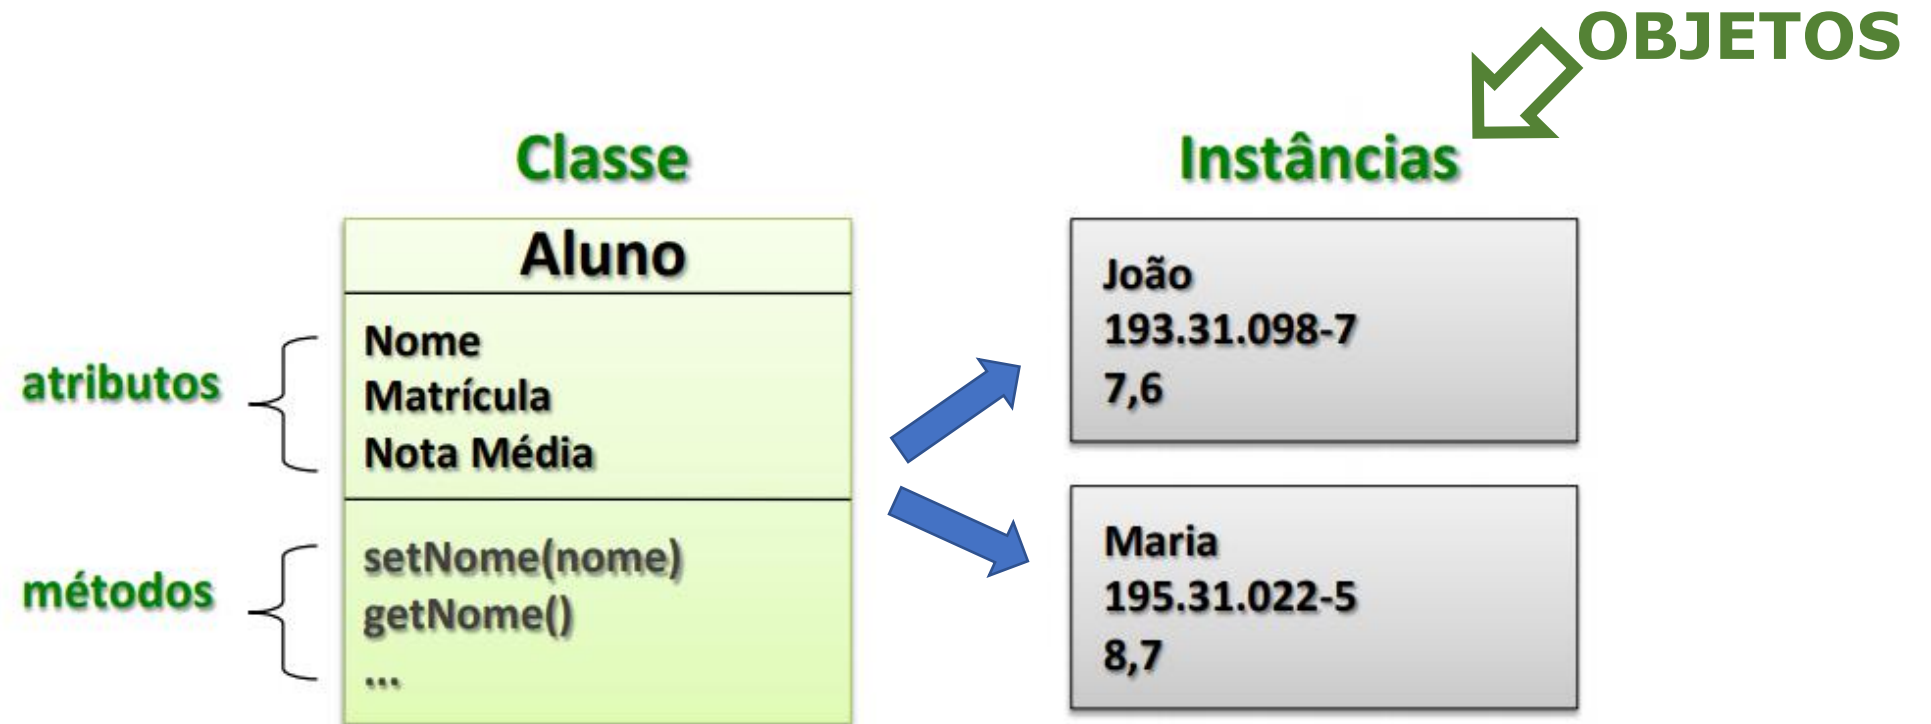 OBJETOS
Classe
Instâncias
Aluno
atributos
Nome
Matrícula
Nota Média
métodos
setNome(nome)
getNome()
...
João
193.31.098-7
7,6
Maria
195.31.022-5
8,7